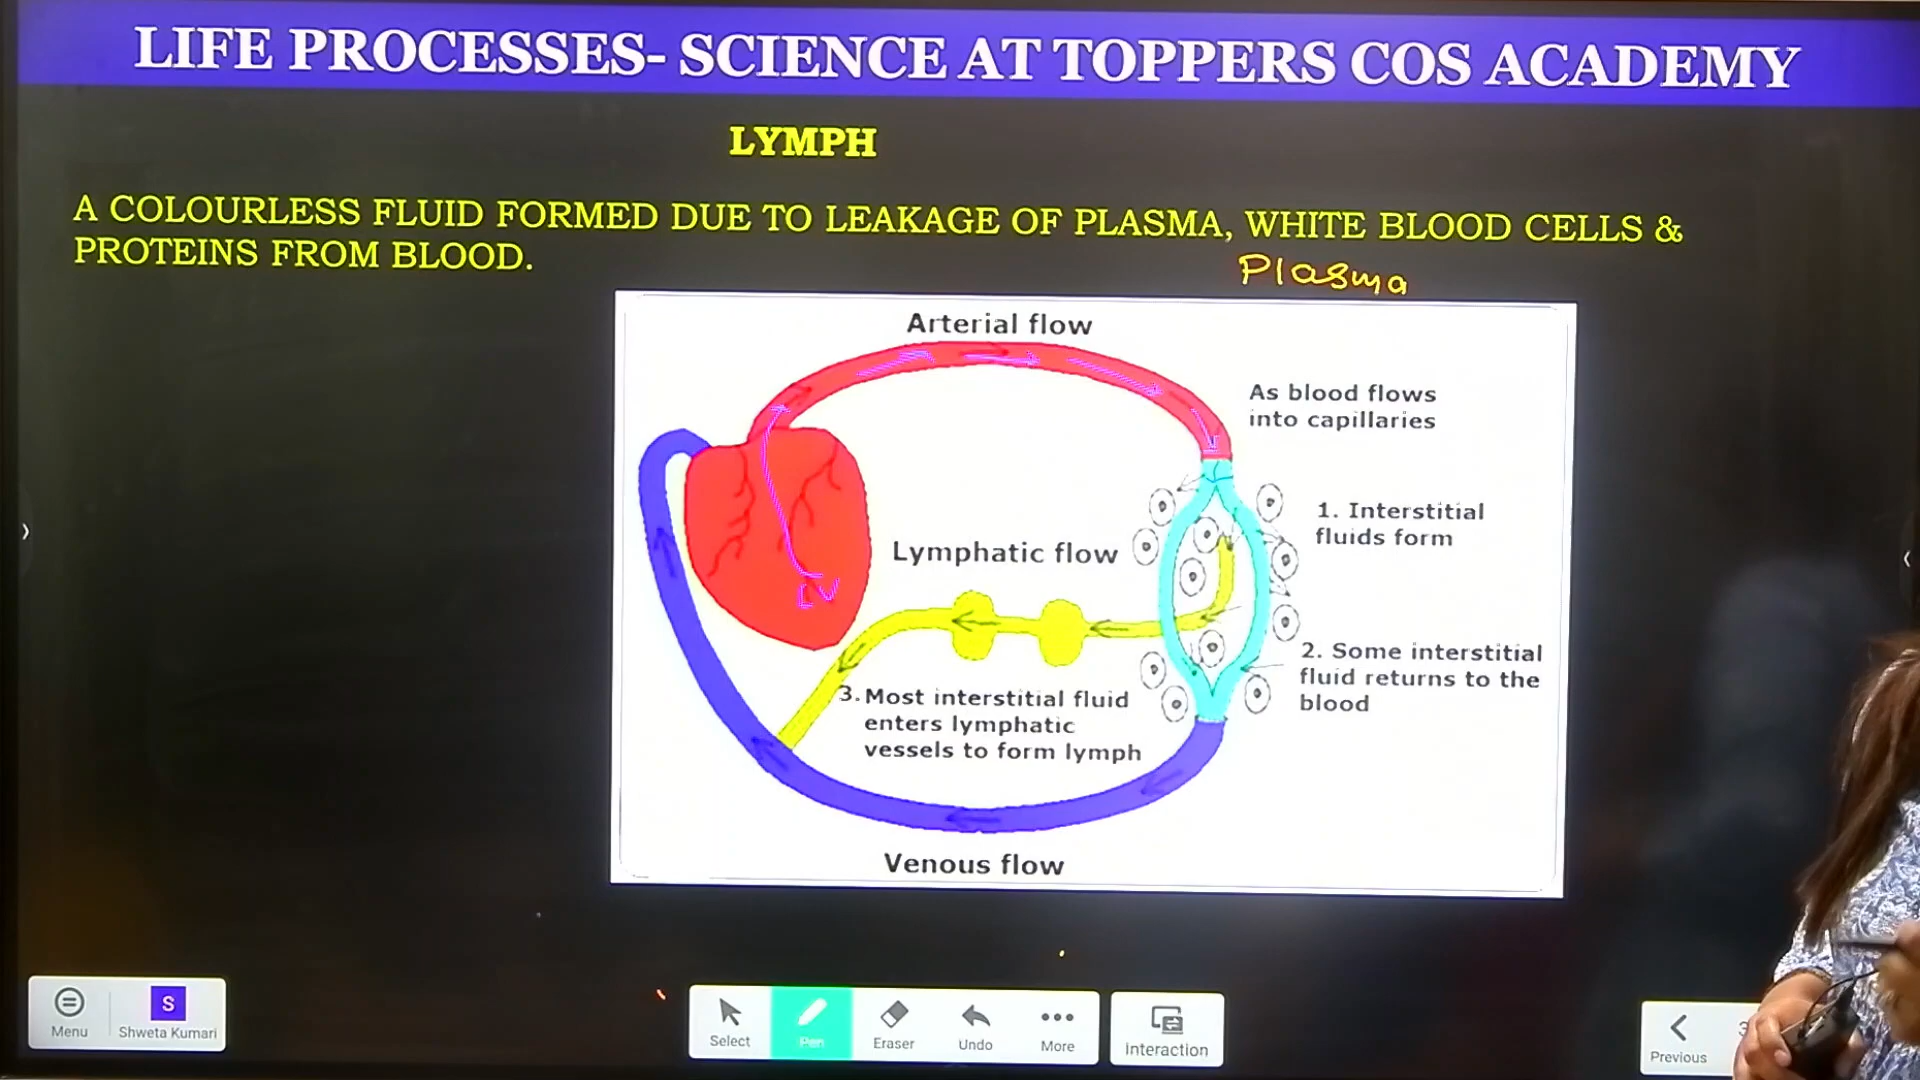 LIFE PROCESSES- SCIENCE AT TOPPERS COS ACADEMY
LYMPH
A COLOURLESS FLUID FORMED DUE TO LEAKAGE OF PLASMA, WHITE BLOOD CELLS &
PROTEINS FROM BLOOD.
Plasma
Arterial flow
As blood flows
into capillaries
1. Interstitial
fluids form
Lymphatic flow
LV
2. Some interstitial
fluid returns to the
blood
3. Most interstitial fluid
enters lymphatic
vessels to form lymph
Venous flow
Menu
S
Shweta Kumari
Select
Pen
Eraser
Undo
More
Interaction
Previous